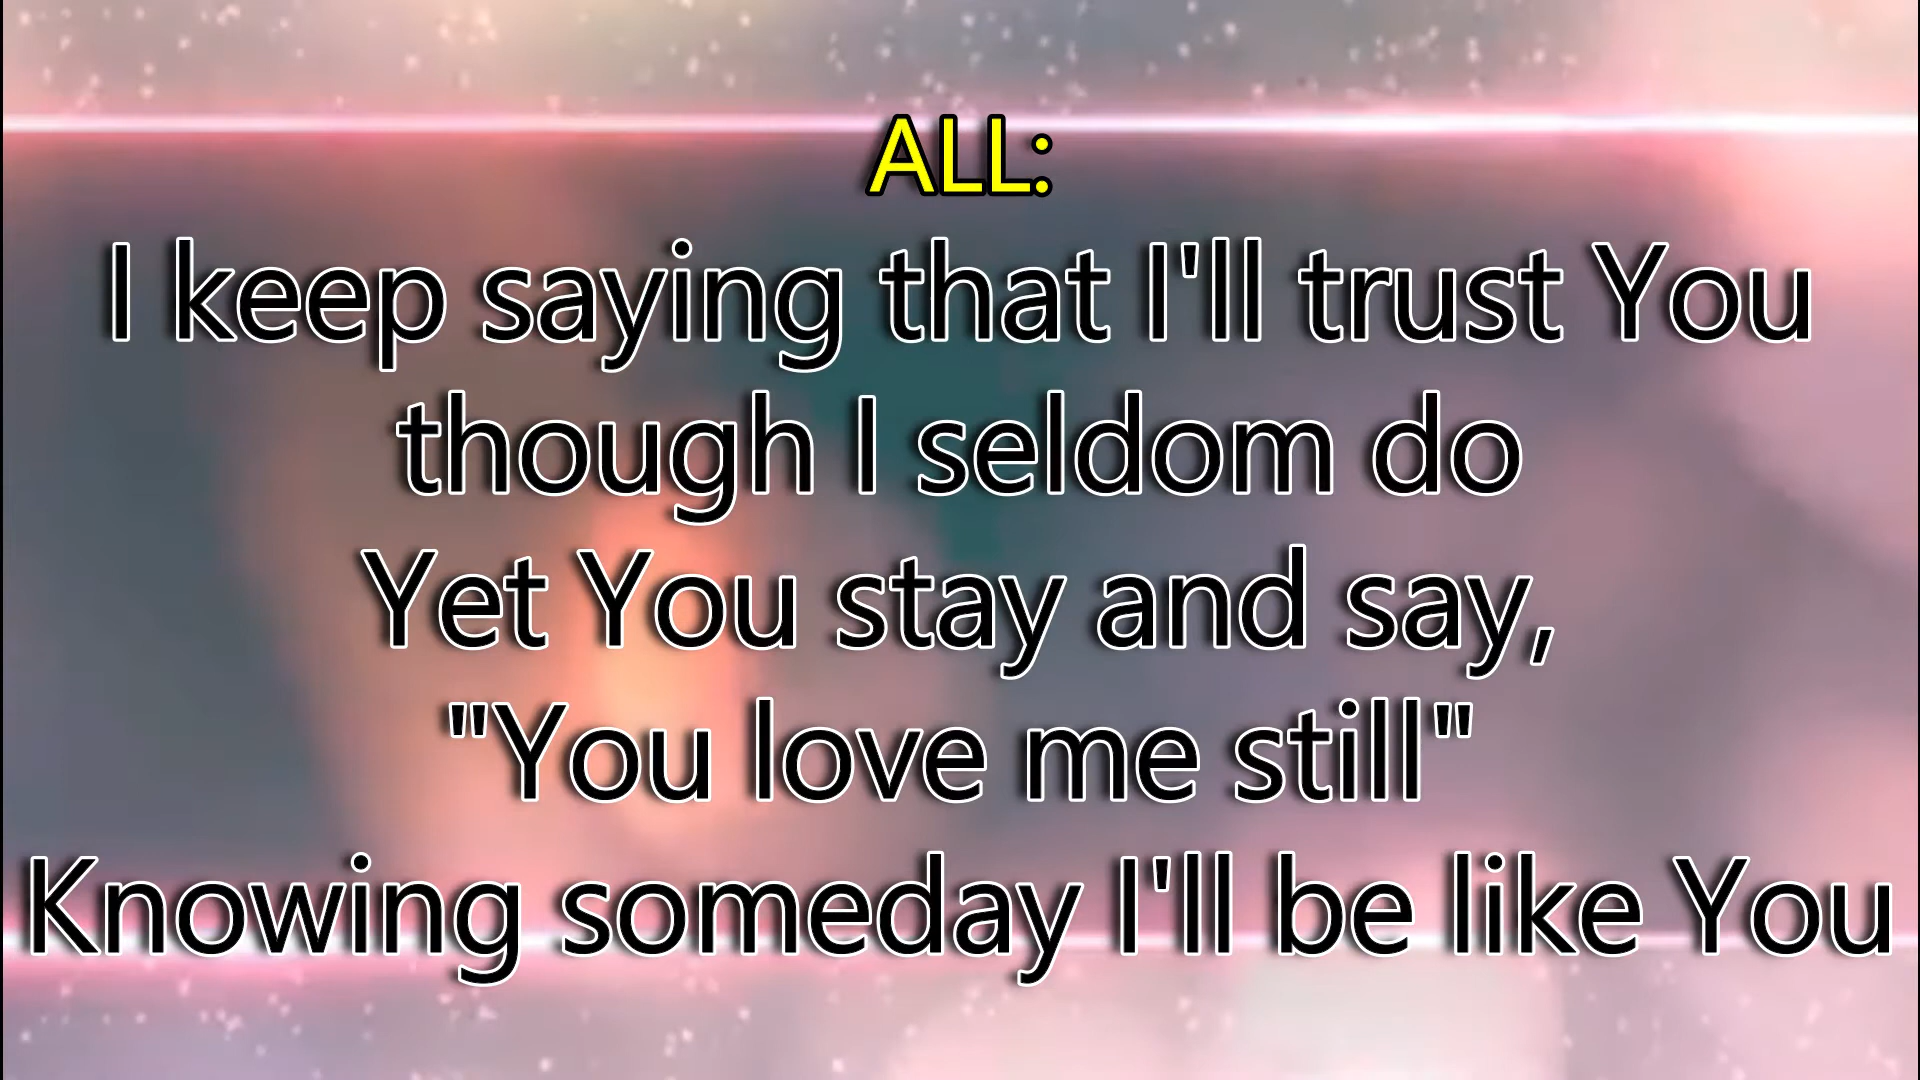 ALL:
I keep saying that I'll trust You
though I seldom do
Yet You stay and say,
"You love me still"
Knowing someday I'll be like You